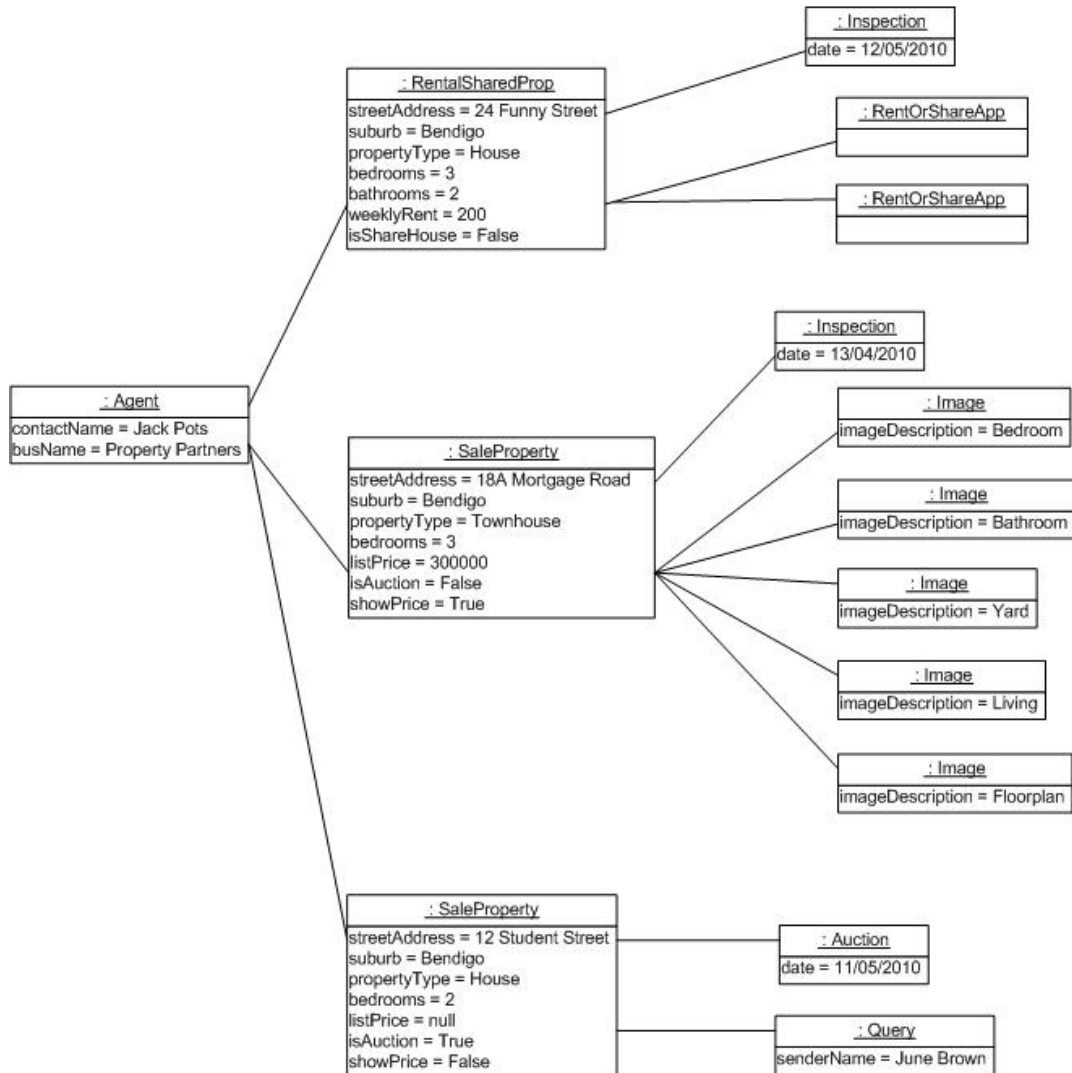 : Inspection
date = 12/05/2010
: RentalSharedProp
streetAddress = 24 Funny Street
suburb = Bendigo
propertyType = House
bedrooms = 3
bathrooms = 2
weeklyRent = 200
isShareHouse = False
: RentOrShareApp
: RentOrShareApp
: Agent
contactName = Jack Pots
busName = Property Partners
: Inspection
date = 13/04/2010
: SaleProperty
streetAddress = 18A Mortgage Road
suburb = Bendigo
propertyType = Townhouse
bedrooms = 3
listPrice = 300000
isAuction = False
showPrice = True
: Image
imageDescription = Bedroom
: Image
imageDescription = Bathroom
: Image
imageDescription = Yard
: Image
imageDescription = Living
: Image
imageDescription = Floorplan
: SaleProperty
streetAddress = 12 Student Street
suburb = Bendigo
propertyType = House
bedrooms = 2
listPrice = null
isAuction = True
showPrice = False
: Auction
date = 11/05/2010
: Query
senderName = June Brown